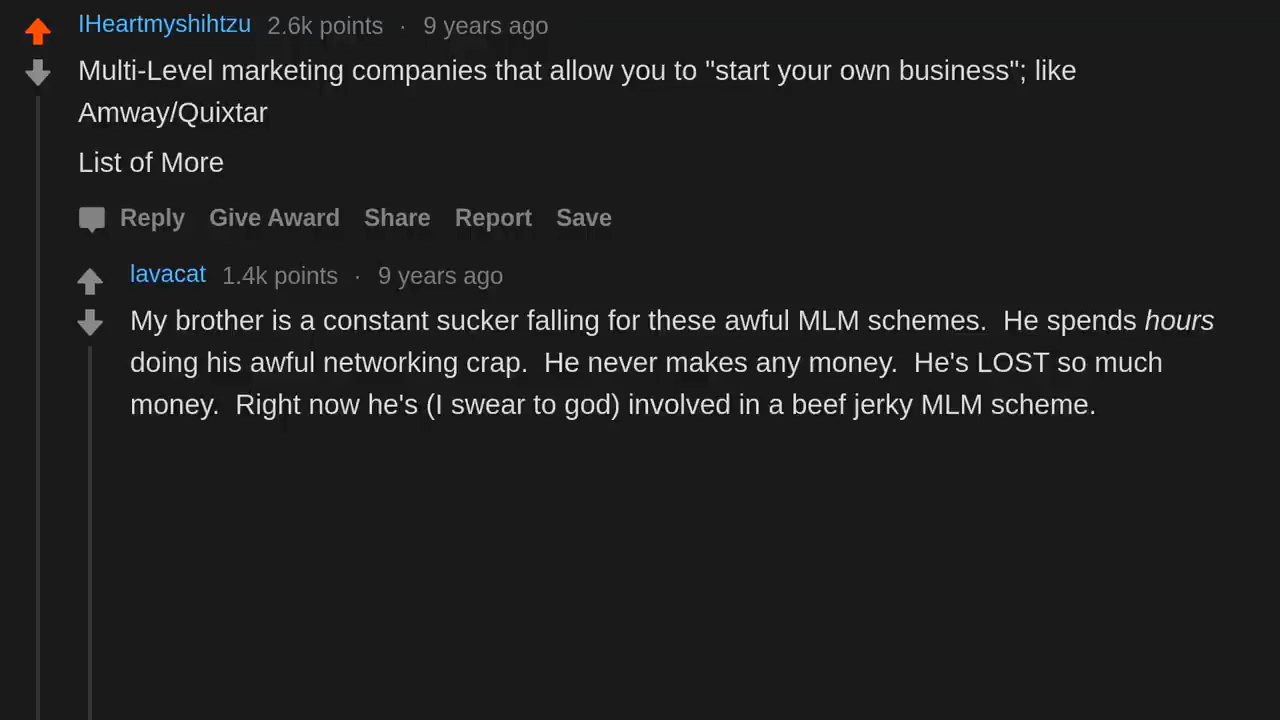 IHeartmyshihtzu 2.6k points · 9 years ago
Multi-Level marketing companies that allow you to "start your own business"; like
Amway/Quixtar
List of More
Reply Give Award Share Report Save
lavacat 1.4k points · 9 years ago
My brother is a constant sucker falling for these awful MLM schemes.  He spends hours
doing his awful networking crap.  He never makes any money.  He's LOST so much
money.  Right now he's (I swear to god) involved in a beef jerky MLM scheme.